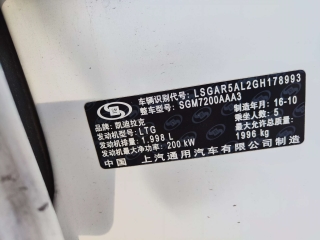 车辆识别代号: LSGAR5AL2GH178993
整车型号: SGM7200AAA3
品牌: 凯迪拉克 制造年月: 16-10
发动机型号: LTG 乘坐人数: 5
发动机排量: 1.998 L 最大允许总质量:
发动机最大净功率: 200 kW 1996 kg
中国 上汽通用汽车有限公司制造